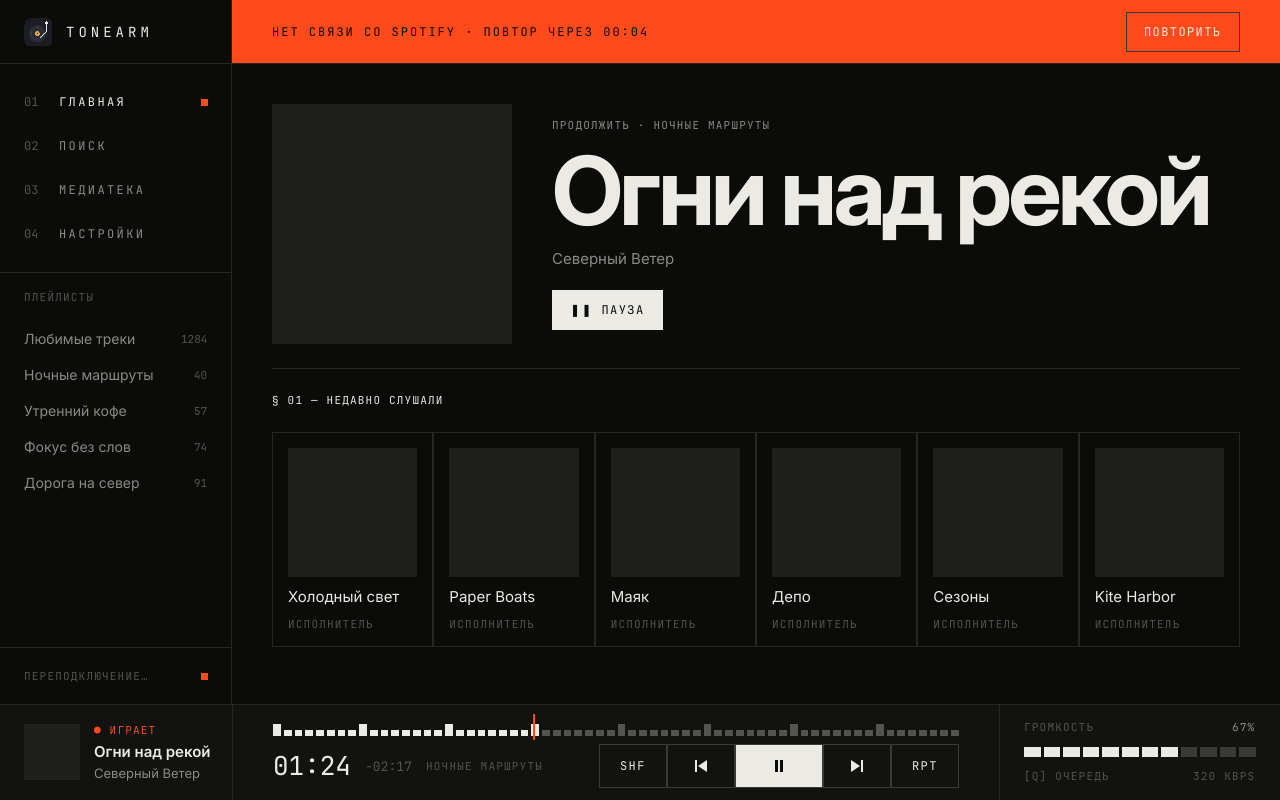 TONEARM
НЕТ СВЯЗИ СО SPOTIFY · ПОВТОР ЧЕРЕЗ 00:04
ПОВТОРИТЬ
01 ГЛАВНАЯ
02 ПОИСК
03 МЕДИАТЕКА
04 НАСТРОЙКИ
ПЛЕЙЛИСТЫ
Любимые треки 1284
Ночные маршруты 40
Утренний кофе 57
Фокус без слов 74
Дорога на север 91
ПЕРЕПОДКЛЮЧЕНИЕ…
ПРОДОЛЖИТЬ · НОЧНЫЕ МАРШРУТЫ
Огни над рекой
Северный Ветер
ПАУЗА
§ 01 — НЕДАВНО СЛУШАЛИ
Холодный свет
ИСПОЛНИТЕЛЬ
Paper Boats
ИСПОЛНИТЕЛЬ
Маяк
ИСПОЛНИТЕЛЬ
Депо
ИСПОЛНИТЕЛЬ
Сезоны
ИСПОЛНИТЕЛЬ
Kite Harbor
ИСПОЛНИТЕЛЬ
ИГРАЕТ
Огни над рекой
Северный Ветер
01:24 -02:17 НОЧНЫЕ МАРШРУТЫ
SHF
RPT
ГРОМКОСТЬ 67%
[Q] ОЧЕРЕДЬ 320 KBPS